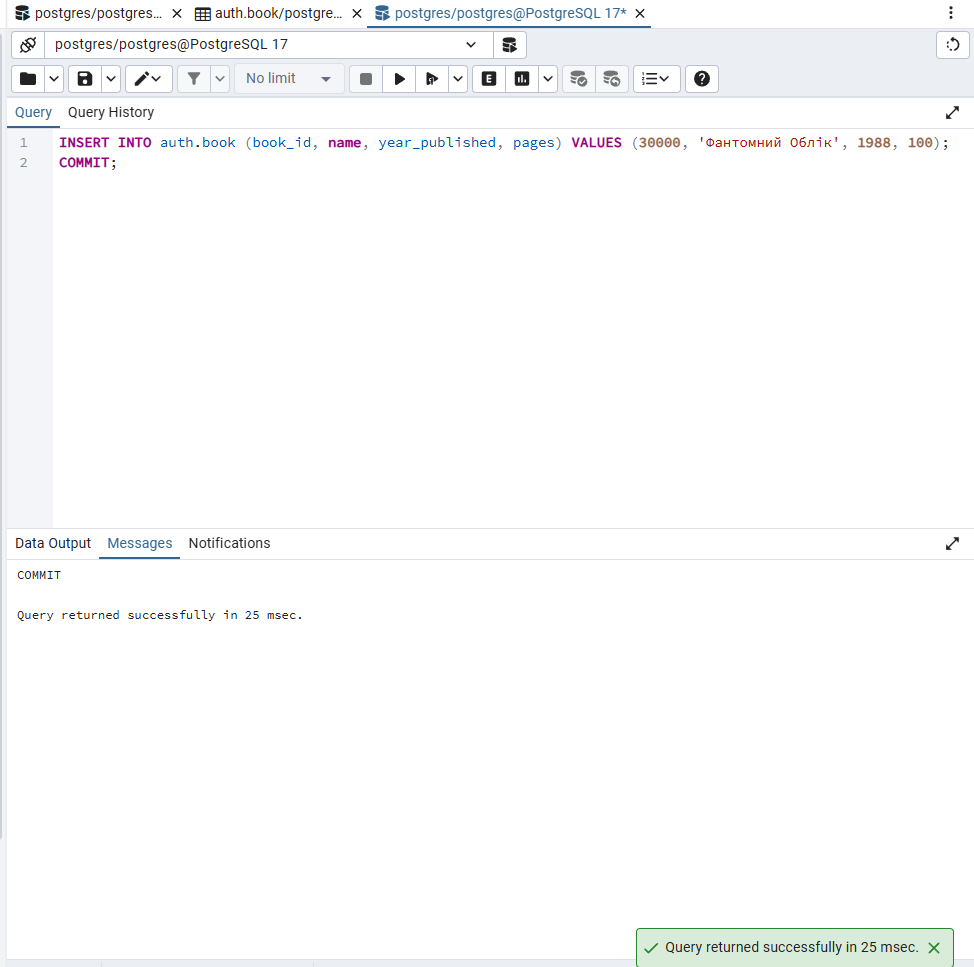 postgres/postgres...
auth.book/postgre...
postgres/postgres@PostgreSQL 17*
postgres/postgres@PostgreSQL 17
No limit
E
Query
Query History
1 INSERT INTO auth.book (book_id, name, year_published, pages) VALUES (30000, 'Фантомний Облік', 1988, 100);
2 COMMIT;
Data Output
Messages
Notifications
COMMIT
Query returned successfully in 25 msec.
Query returned successfully in 25 msec.